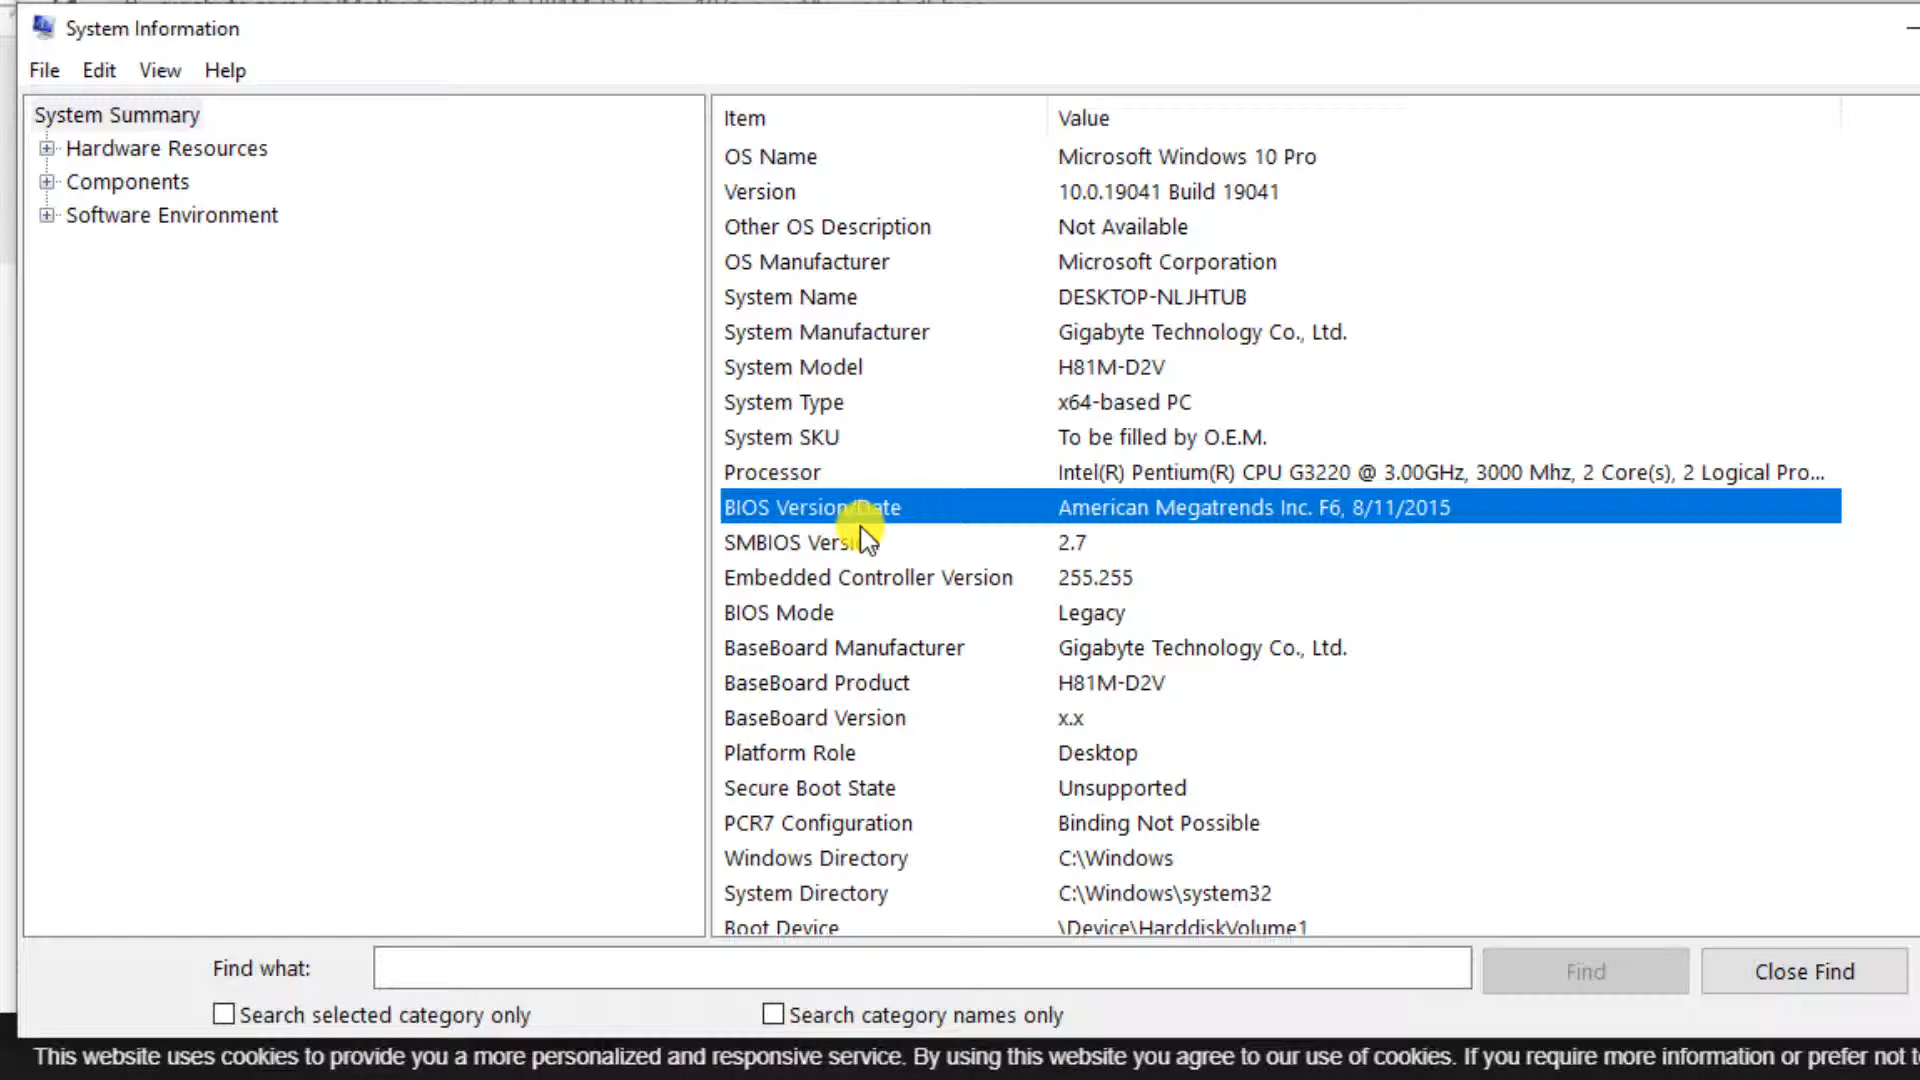 System Information
File Edit View Help
System Summary
Hardware Resources
Components
Software Environment
Item Value
OS Name Microsoft Windows 10 Pro
Version 10.0.19041 Build 19041
Other OS Description Not Available
OS Manufacturer Microsoft Corporation
System Name DESKTOP-NLJHTUB
System Manufacturer Gigabyte Technology Co., Ltd.
System Model H81M-D2V
System Type x64-based PC
System SKU To be filled by O.E.M.
Processor Intel(R) Pentium(R) CPU G3220 @ 3.00GHz, 3000 Mhz, 2 Core(s), 2 Logical Pro...
BIOS Version/Date American Megatrends Inc. F6, 8/11/2015
SMBIOS Version 2.7
Embedded Controller Version 255.255
BIOS Mode Legacy
BaseBoard Manufacturer Gigabyte Technology Co., Ltd.
BaseBoard Product H81M-D2V
BaseBoard Version x.x
Platform Role Desktop
Secure Boot State Unsupported
PCR7 Configuration Binding Not Possible
Windows Directory C:\Windows
System Directory C:\Windows\system32
Boot Device \Device\HarddiskVolume1
Find what: Find Close Find
Search selected category only Search category names only
This website uses cookies to provide you a more personalized and responsive service. By using this website you agree to our use of cookies. If you require more information or prefer not